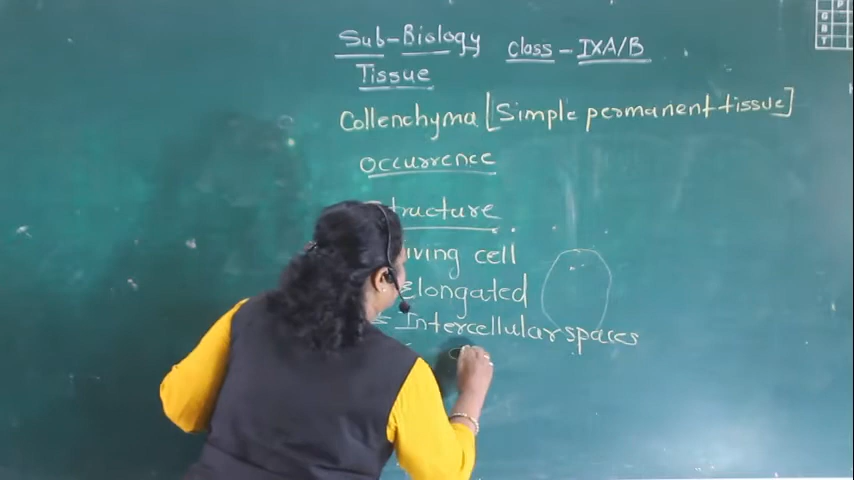 Sub-Biology Class - IXA/B
Tissue
Collenchyma [Simple permanent tissue]
Occurrence
tructure
iving cell
elongated
= Intercellular spaces